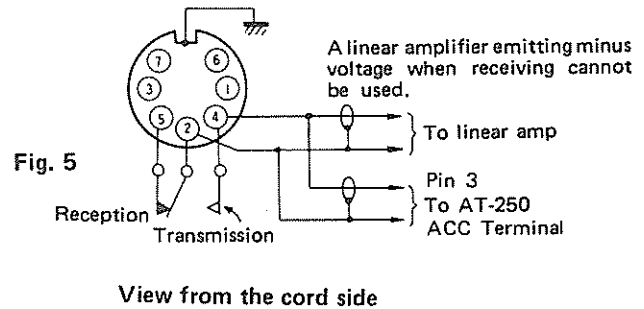 A linear amplifier emitting minus
voltage when receiving cannot
be used.
7
6
3
1
5
4
2
To linear amp
Fig. 5
Pin 3
To AT-250
ACC Terminal
Reception
Transmission
View from the cord side